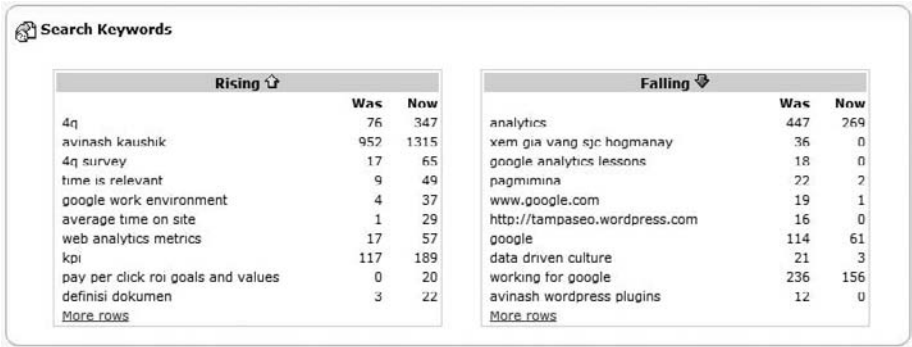 Search Keywords
Rising
Was Now
4q 76 347
avinash kaushik 952 1315
4q survey 17 65
time is relevant 9 49
google work environment 4 37
average time on site 1 29
web analytics metrics 17 57
kpi 117 189
pay per click roi goals and values 0 20
definisi dokumen 3 22
More rows
Falling
Was Now
analytics 447 269
xem gia vang sjc hogmanay 36 0
google analytics lessons 18 0
pagmimina 22 2
www.google.com 19 1
http://tampaseo.wordpress.com 16 0
google 114 61
data driven culture 21 3
working for google 236 156
avinash wordpress plugins 12 0
More rows